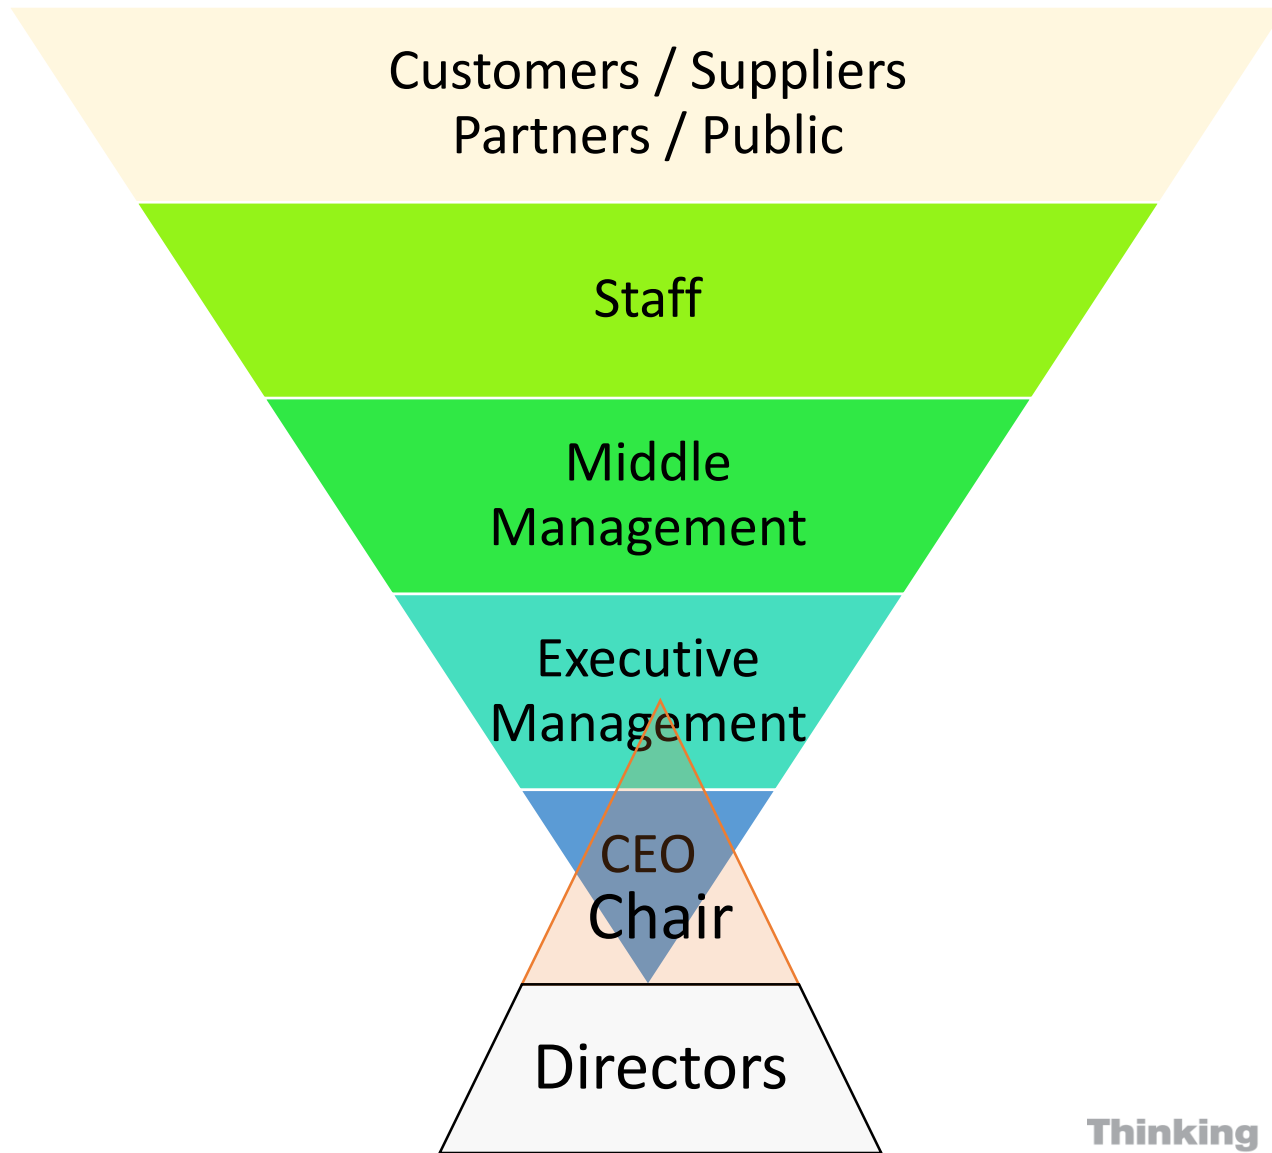 Customers / Suppliers
Partners / Public
Staff
Middle
Management
Executive
Management
CEO
Chair
Directors
Thinking